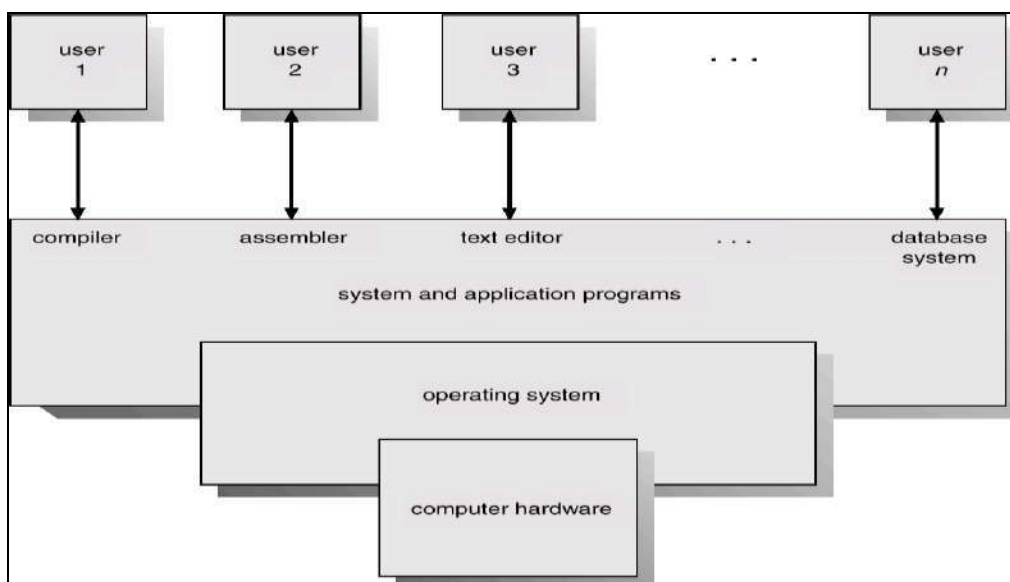 user
1
user
2
user
3
. . .
user
n
compiler
assembler
text editor
. . .
database
system
system and application programs
operating system
computer hardware